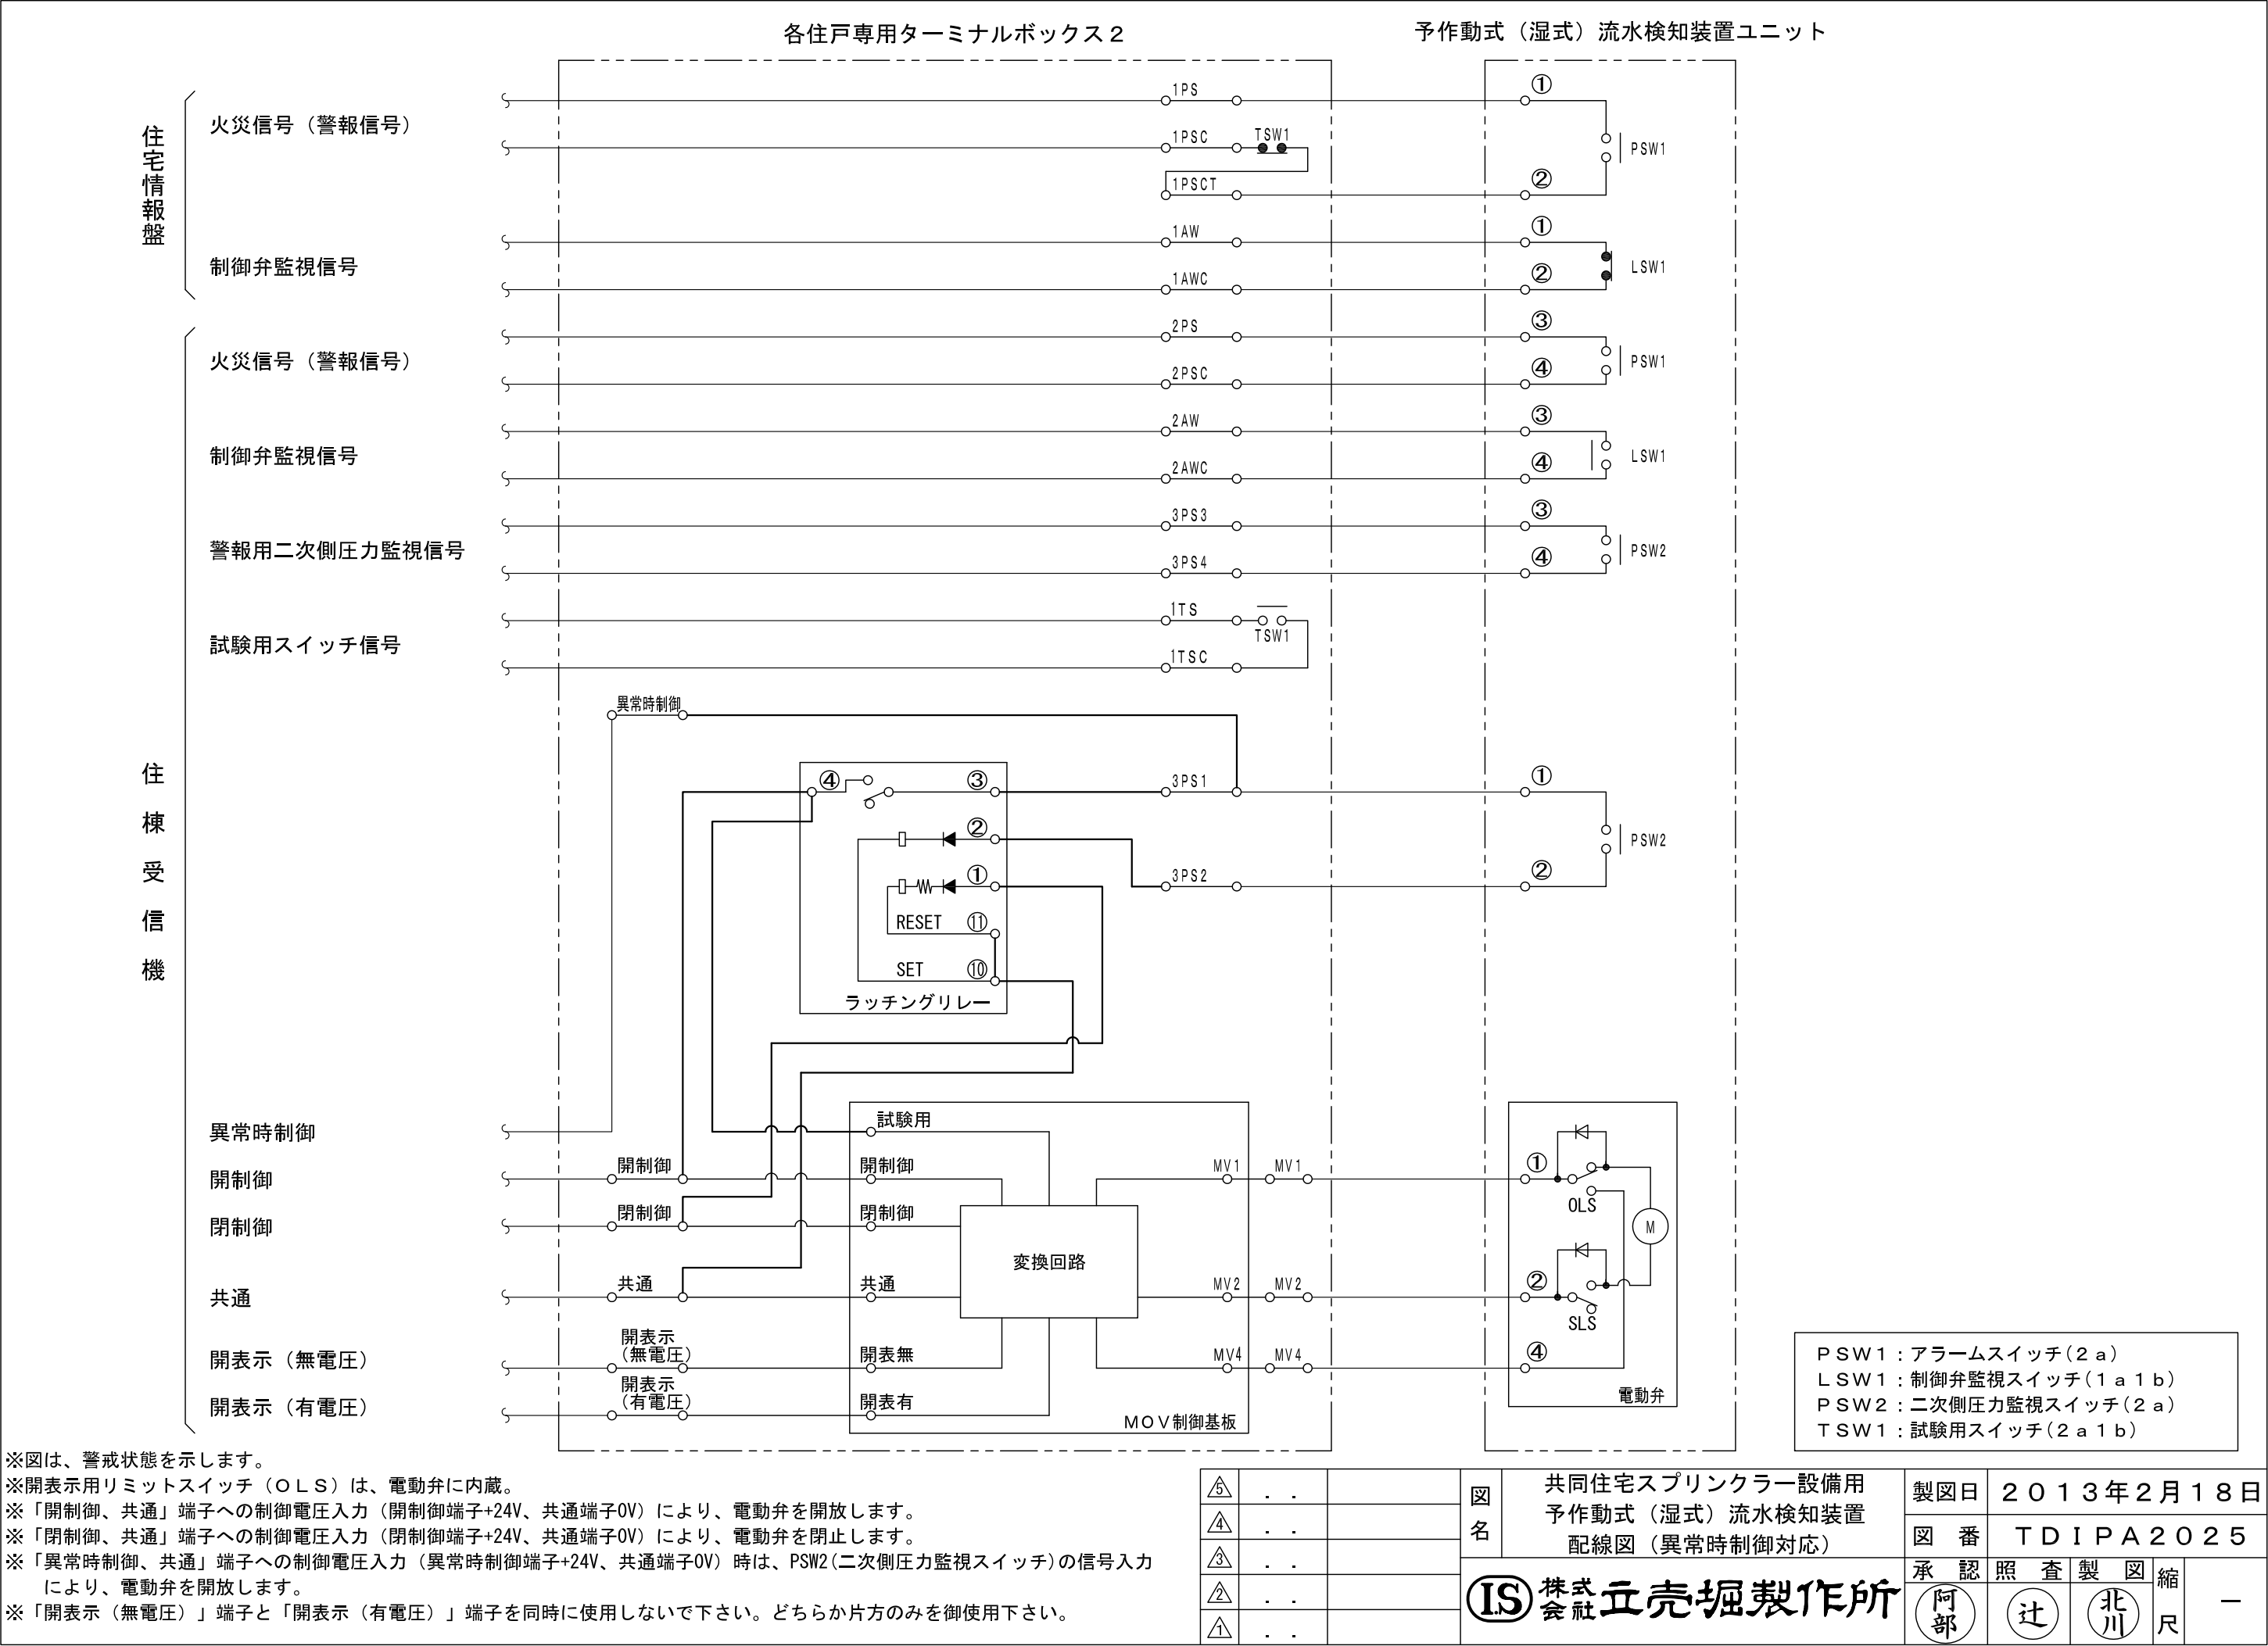 各住戸専用ターミナルボックス２
予作動式（湿式）流水検知装置ユニット
住宅情報盤
火災信号（警報信号）
1PS
①
1PSC
TSW1
PSW1
1PSCT
②
制御弁監視信号
1AW
①
LSW1
1AWC
②
住棟受信機
火災信号（警報信号）
2PS
③
PSW1
2PSC
④
制御弁監視信号
2AW
③
LSW1
2AWC
④
警報用二次側圧力監視信号
3PS3
③
PSW2
3PS4
④
試験用スイッチ信号
1TS
TSW1
1TSC
異常時制御
④
③
3PS1
①
②
PSW2
①
3PS2
②
RESET
⑪
SET
⑩
ラッチングリレー
異常時制御
試験用
開制御
開制御
開制御
MV1
MV1
①
OLS
閉制御
閉制御
閉制御
M
変換回路
共通
共通
共通
MV2
MV2
②
SLS
開表示（無電圧）
開表示
（無電圧）
開表無
MV4
MV4
④
開表示（有電圧）
開表示
（有電圧）
開表有
MOV制御基板
電動弁
ＰＳＷ１：アラームスイッチ(２ａ)
ＬＳＷ１：制御弁監視スイッチ(１ａ１ｂ)
ＰＳＷ２：二次側圧力監視スイッチ(２ａ)
ＴＳＷ１：試験用スイッチ(２ａ１ｂ)
※図は、警戒状態を示します。
※開表示用リミットスイッチ（ＯＬＳ）は、電動弁に内蔵。
※「開制御、共通」端子への制御電圧入力（開制御端子+24V、共通端子0V）により、電動弁を開放します。
※「閉制御、共通」端子への制御電圧入力（閉制御端子+24V、共通端子0V）により、電動弁を閉止します。
※「異常時制御、共通」端子への制御電圧入力（異常時制御端子+24V、共通端子0V）時は、PSW2(二次側圧力監視スイッチ)の信号入力
により、電動弁を開放します。
※「開表示（無電圧）」端子と「開表示（有電圧）」端子を同時に使用しないで下さい。どちらか片方のみを御使用下さい。
5 . .
4 . .
3 . .
2 . .
1 . .
図名
共同住宅スプリンクラー設備用
予作動式（湿式）流水検知装置
配線図（異常時制御対応）
製図日
２０１３年２月１８日
図 番
ＴＤＩＰＡ２０２５
I.S
株式会社
立売堀製作所
承 認
照 査
製 図
縮尺
阿部
辻
北川
－